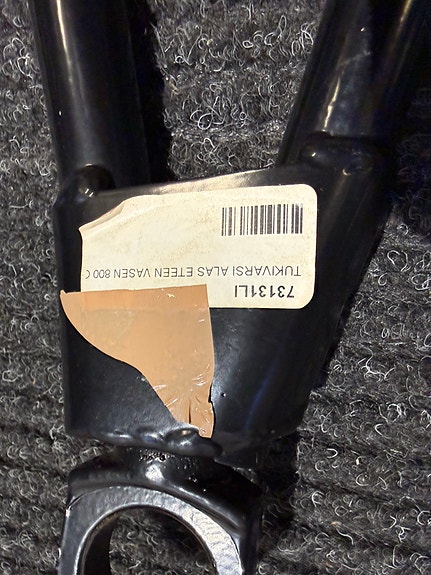 73131LI
TUKIVARSI ALAS ETEEN VASEN 800